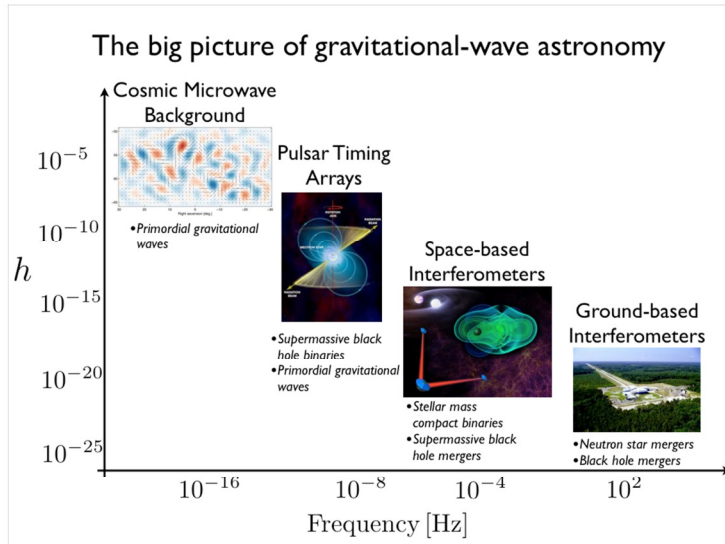 The big picture of gravitational-wave astronomy
Cosmic Microwave
Background
10^-5
Pulsar Timing
Arrays
•Primordial gravitational
waves
10^-10
h
Space-based
Interferometers
10^-15
Ground-based
Interferometers
•Supermassive black
hole binaries
•Primordial gravitational
waves
10^-20
•Stellar mass
compact binaries
•Supermassive black
hole mergers
•Neutron star mergers
•Black hole mergers
10^-25
10^-16
10^-8
10^-4
10^2
Frequency [Hz]